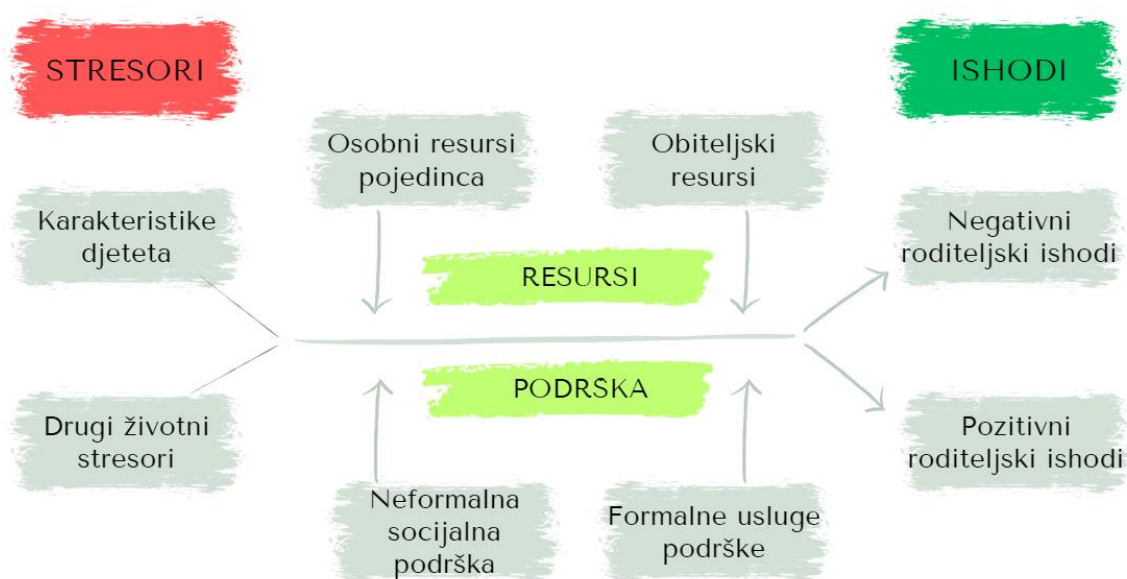 STRESORI
ISHODI
Osobni resursi
pojedinca
Obiteljski
resursi
Karakteristike
djeteta
Negativni
roditeljski ishodi
RESURSI
PODRŠKA
Drugi životni
stresori
Pozitivni
roditeljski ishodi
Neformalna
socijalna
podrška
Formalne usluge
podrške